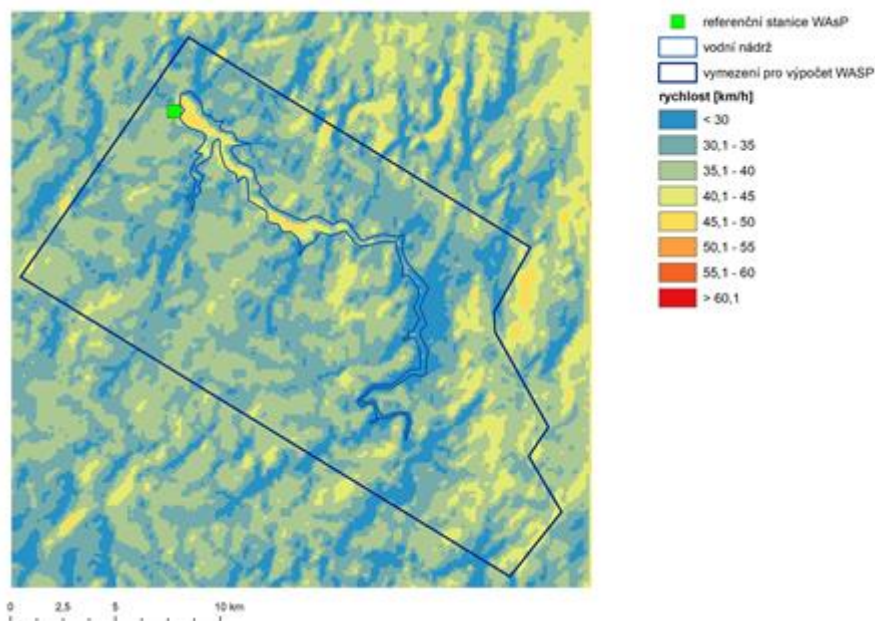 referenční stanice WAsP
vodní nádrž
vymezení pro výpočet WASP
rychlost [km/h]
< 30
30,1 - 35
35,1 - 40
40,1 - 45
45,1 - 50
50,1 - 55
55,1 - 60
> 60,1
0 2,5 5 10 km